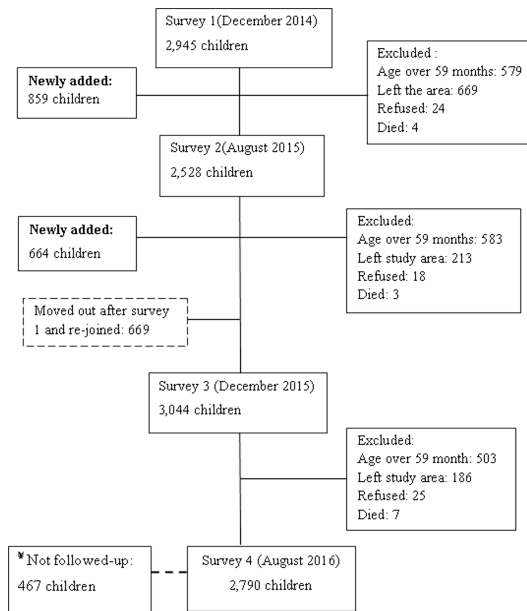 Survey 1(December 2014)
2,945 children
Excluded :
Age over 59 months: 579
Left the area: 669
Refused: 24
Died: 4
Newly added:
859 children
Survey 2(August 2015)
2,528 children
Newly added:
664 children
Excluded:
Age over 59 months: 583
Left study area: 213
Refused: 18
Died: 3
Moved out after survey
1 and re-joined: 669
Survey 3 (December 2015)
3,044 children
Excluded:
Age over 59 month: 503
Left study area: 186
Refused: 25
Died: 7
¥ Not followed-up:
467 children
Survey 4 (August 2016)
2,790 children